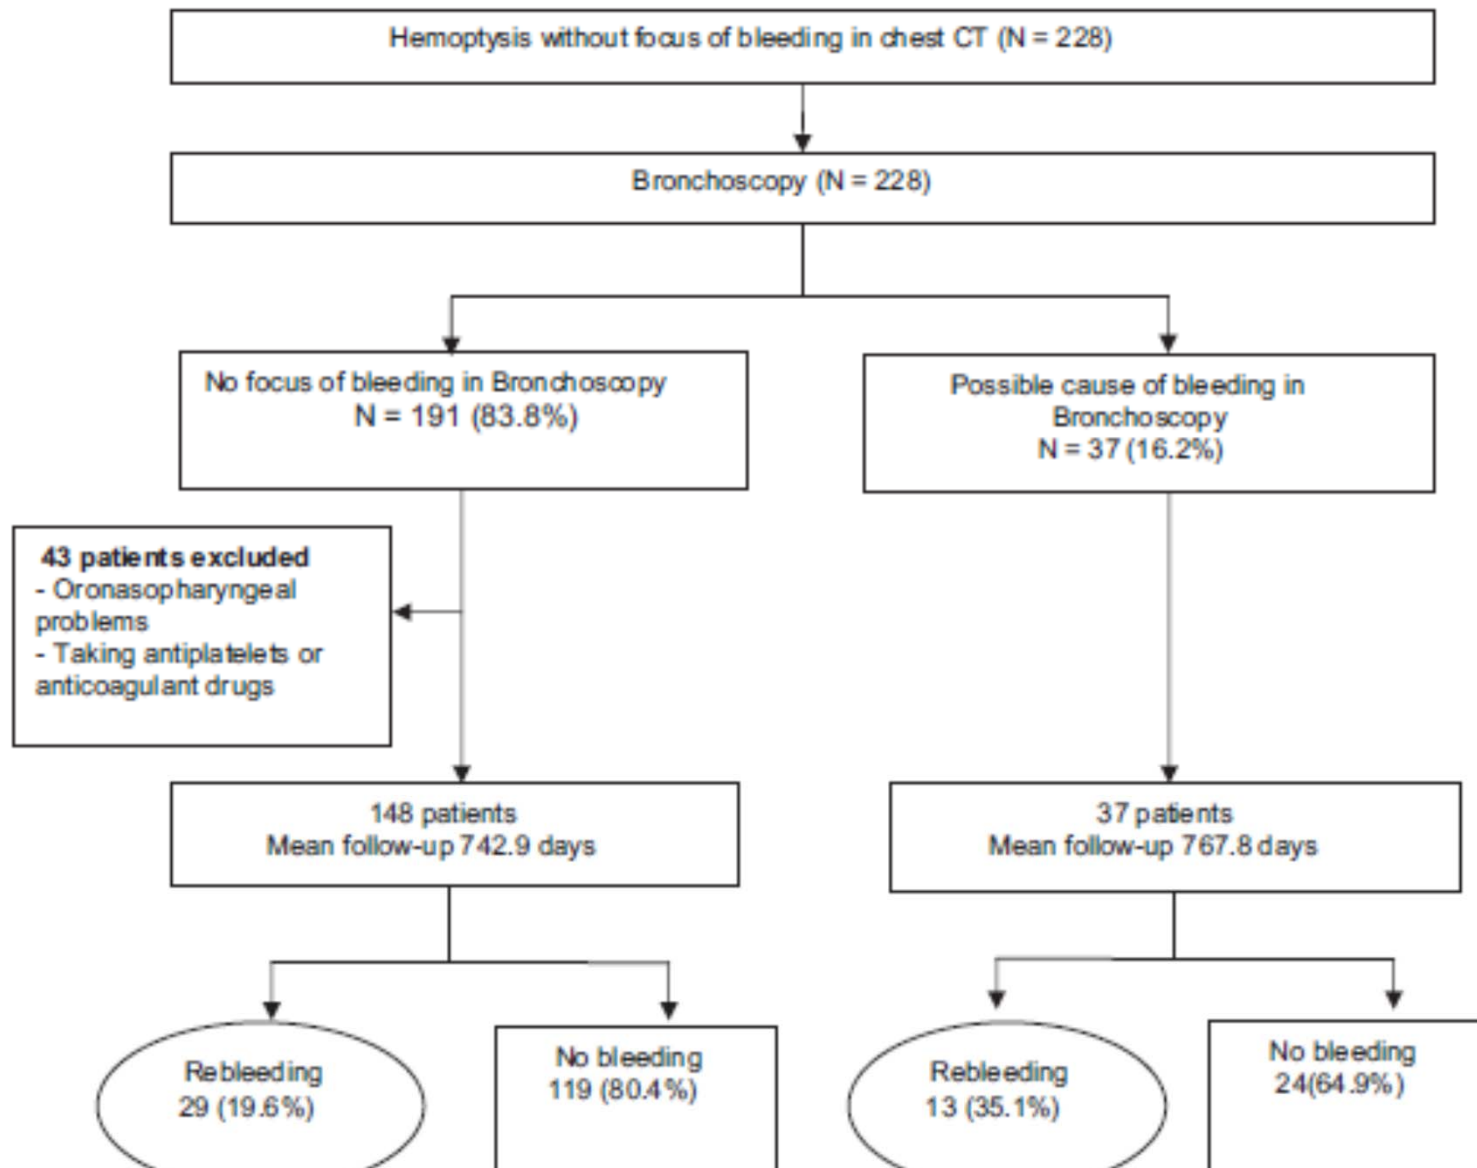 Hemoptysis without focus of bleeding in chest CT (N = 228)
Bronchoscopy (N = 228)
No focus of bleeding in Bronchoscopy
N = 191 (83.8%)
Possible cause of bleeding in
Bronchoscopy
N = 37 (16.2%)
43 patients excluded
- Oronasopharyngeal
problems
- Taking antiplatelets or
anticoagulant drugs
148 patients
Mean follow-up 742.9 days
37 patients
Mean follow-up 767.8 days
Rebleeding
29 (19.6%)
No bleeding
119 (80.4%)
Rebleeding
13 (35.1%)
No bleeding
24(64.9%)